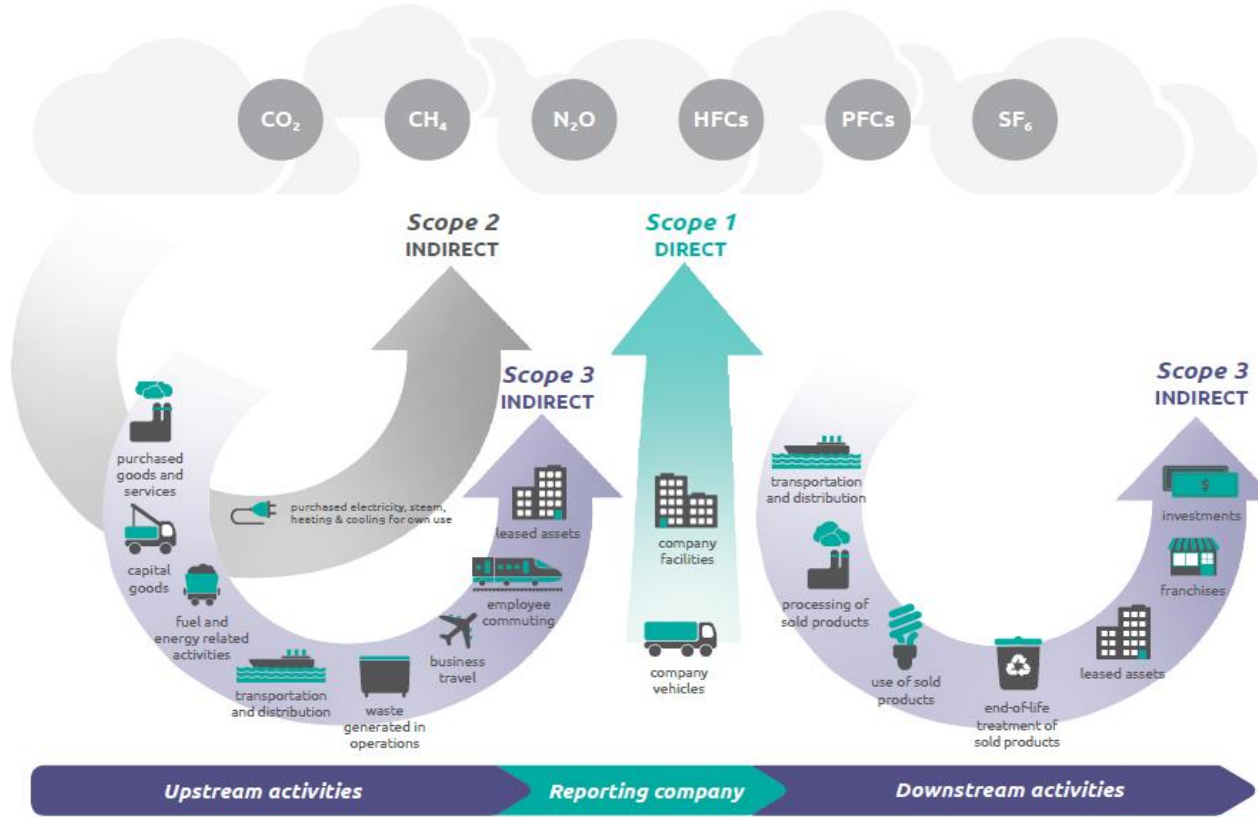 CO₂
CH₄
N₂O
HFCs
PFCs
SF₆
Scope 2
INDIRECT
Scope 1
DIRECT
Scope 3
INDIRECT
Scope 3
INDIRECT
purchased
goods and
services
capital
goods
fuel and
energy related
activities
transportation
and distribution
waste
generated in
operations
business
travel
employee
commuting
leased assets
purchased electricity, steam,
heating & cooling for own use
company
facilities
company
vehicles
transportation
and distribution
processing of
sold products
use of sold
products
end-of-life
treatment of
sold products
leased assets
franchises
$
investments
Upstream activities
Reporting company
Downstream activities